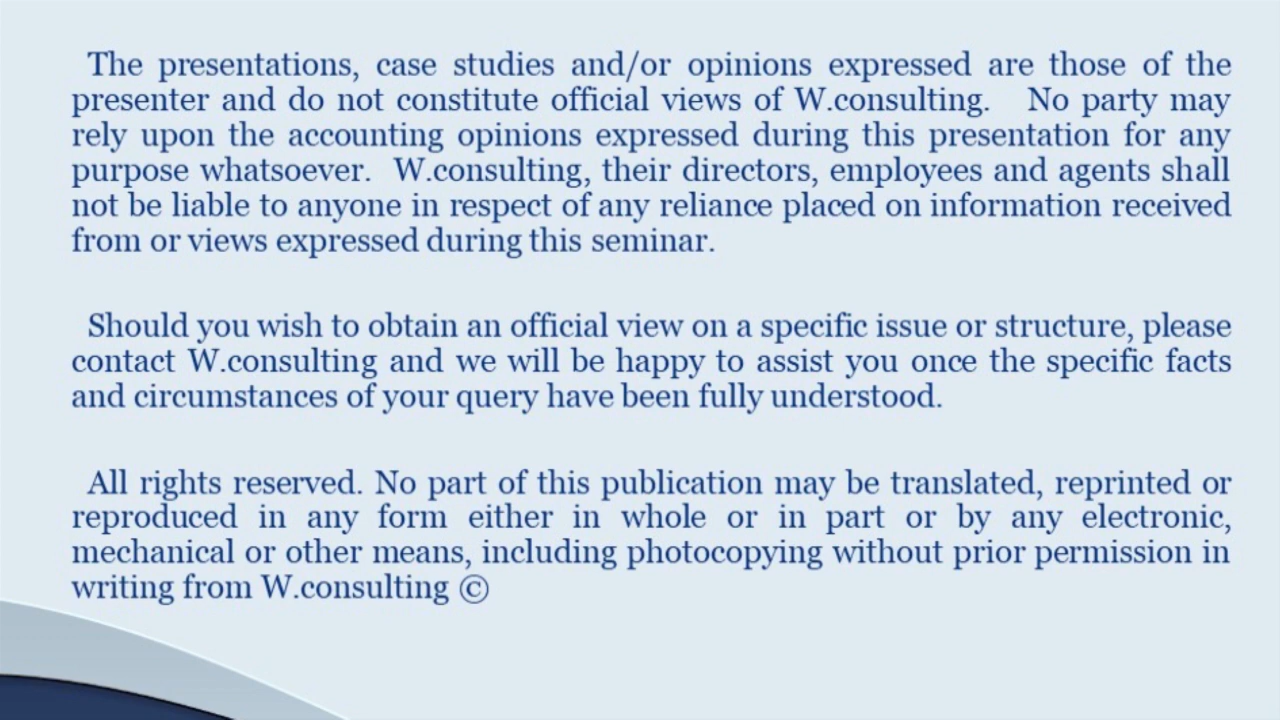 The presentations, case studies and/or opinions expressed are those of the
presenter and do not constitute official views of W.consulting. No party may
rely upon the accounting opinions expressed during this presentation for any
purpose whatsoever. W.consulting, their directors, employees and agents shall
not be liable to anyone in respect of any reliance placed on information received
from or views expressed during this seminar.
Should you wish to obtain an official view on a specific issue or structure, please
contact W.consulting and we will be happy to assist you once the specific facts
and circumstances of your query have been fully understood.
All rights reserved. No part of this publication may be translated, reprinted or
reproduced in any form either in whole or in part or by any electronic,
mechanical or other means, including photocopying without prior permission in
writing from W.consulting ©